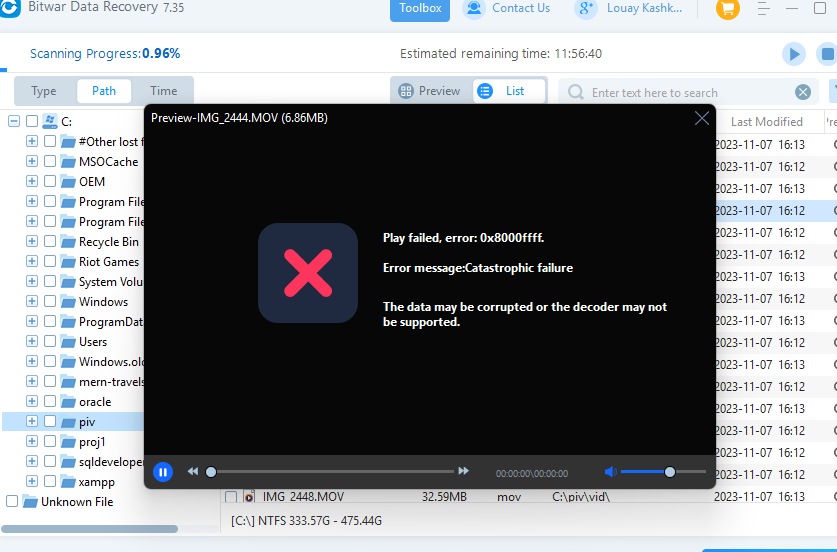 Bitwar Data Recovery 7.35
Toolbox
Contact Us
Louay Kashk...
Scanning Progress:0.96%
Estimated remaining time: 11:56:40
Type
Path
Time
Preview
List
Enter text here to search
C:
#Other lost f
MSOCache
OEM
Program File
Program File
Recycle Bin
Riot Games
System Volu
Windows
ProgramDat
Users
Windows.old
mern-travels
oracle
piv
proj1
sqldeveloper
xampp
Unknown File
Preview-IMG_2444.MOV (6.86MB)
Play failed, error: 0x8000ffff.
Error message:Catastrophic failure
The data may be corrupted or the decoder may not
be supported.
00:00:00\00:00:00
Last Modified
2023-11-07 16:13
2023-11-07 16:12
2023-11-07 16:13
2023-11-07 16:12
2023-11-07 16:12
2023-11-07 16:12
2023-11-07 16:12
2023-11-07 16:12
2023-11-07 16:13
2023-11-07 16:12
2023-11-07 16:13
2023-11-07 16:12
2023-11-07 16:13
2023-11-07 16:12
2023-11-07 16:12
2023-11-07 16:12
IMG_2448.MOV 32.59MB mov C:\piv\vid\ 2023-11-07 16:13
[C:\] NTFS 333.57G - 475.44G